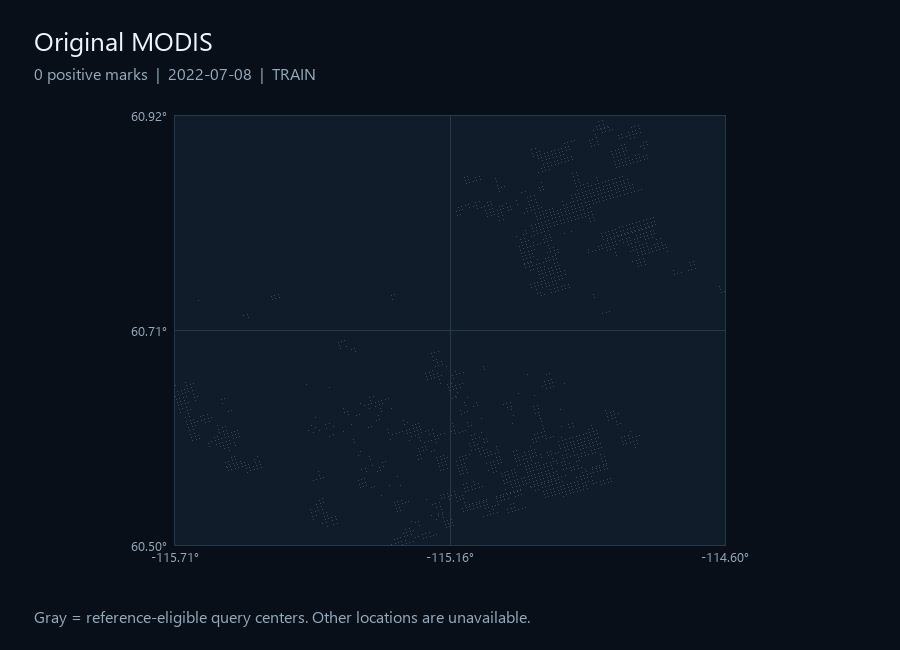 Original MODIS
0 positive marks | 2022-07-08 | TRAIN
60.92°
60.71°
60.50°
-115.71°
-115.16°
-114.60°
Gray = reference-eligible query centers. Other locations are unavailable.